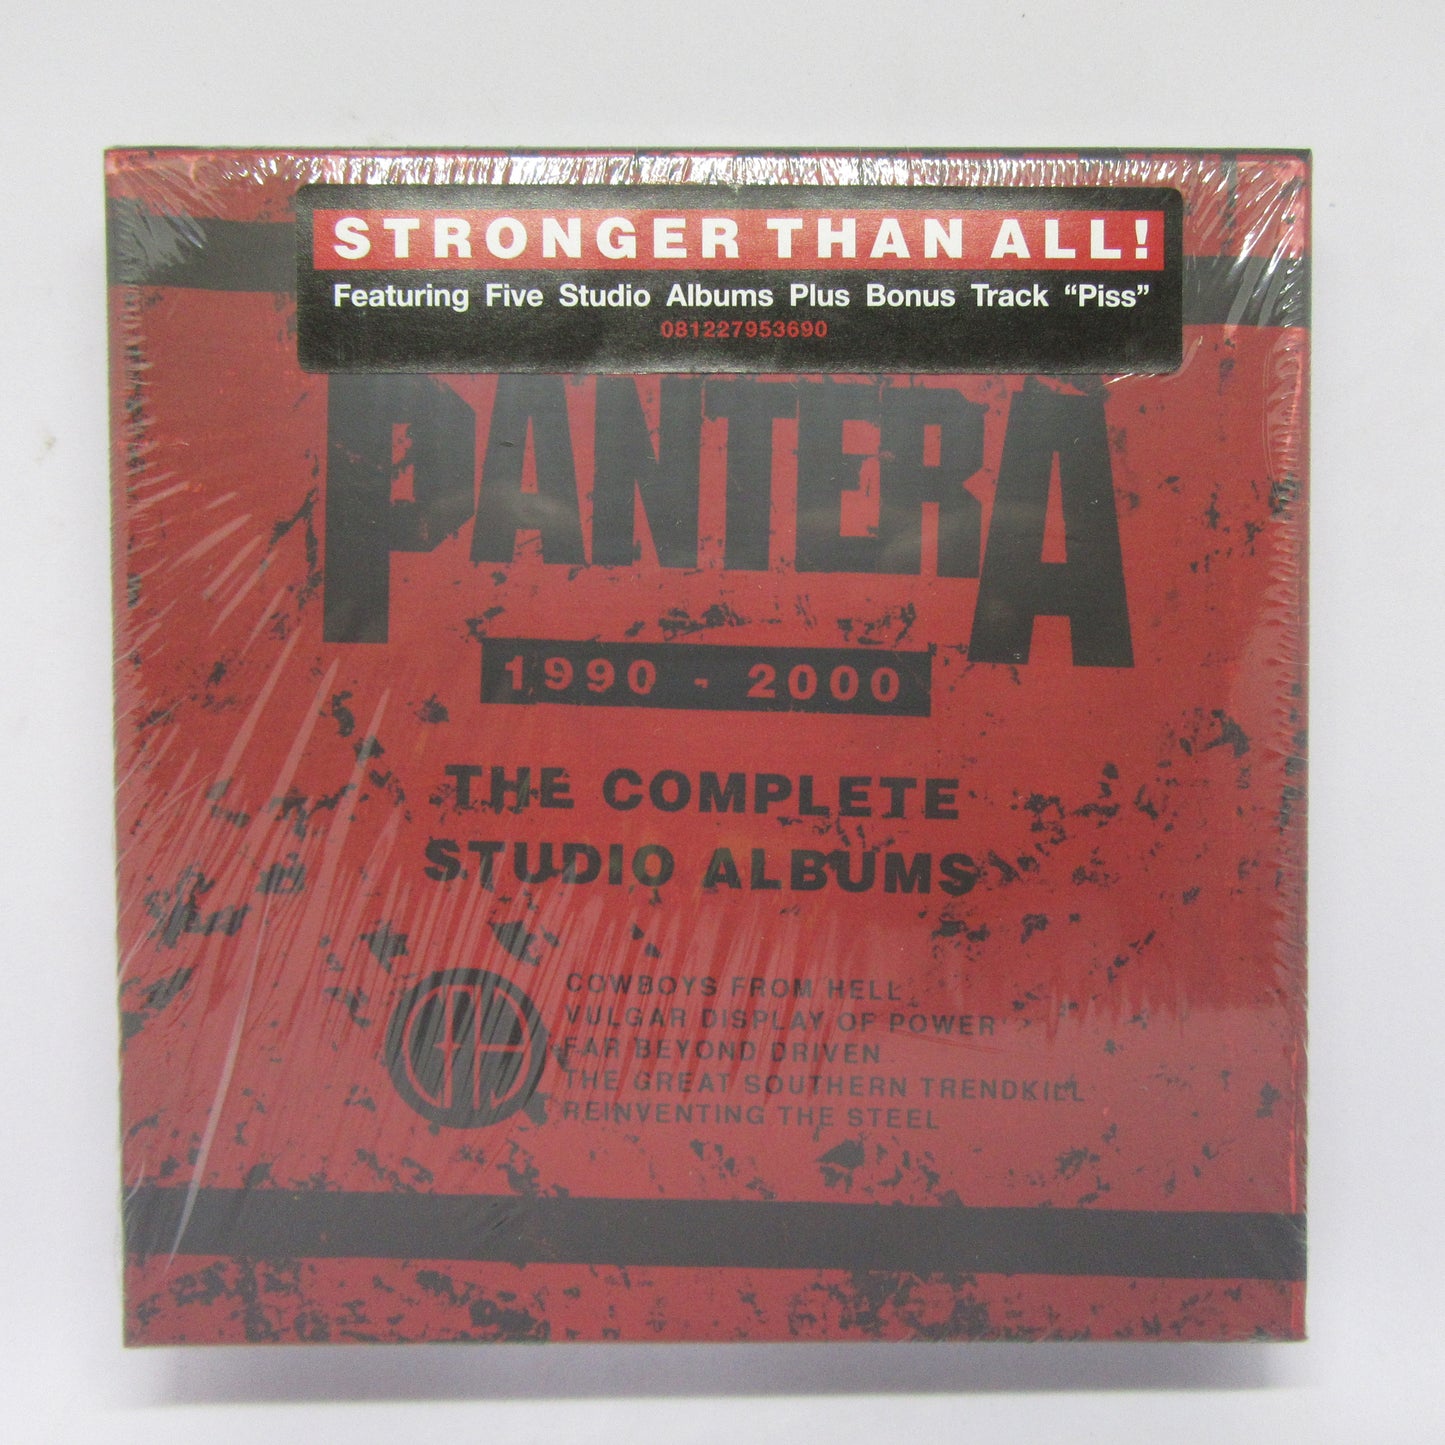 STRONGER THAN ALL!
Featuring Five Studio Albums Plus Bonus Track “Piss”
081227953690
PANTERA
1990 - 2000
THE COMPLETE
STUDIO ALBUMS
COWBOYS FROM HELL
VULGAR DISPLAY OF POWER
FAR BEYOND DRIVEN
THE GREAT SOUTHERN TRENDKILL
REINVENTING THE STEEL